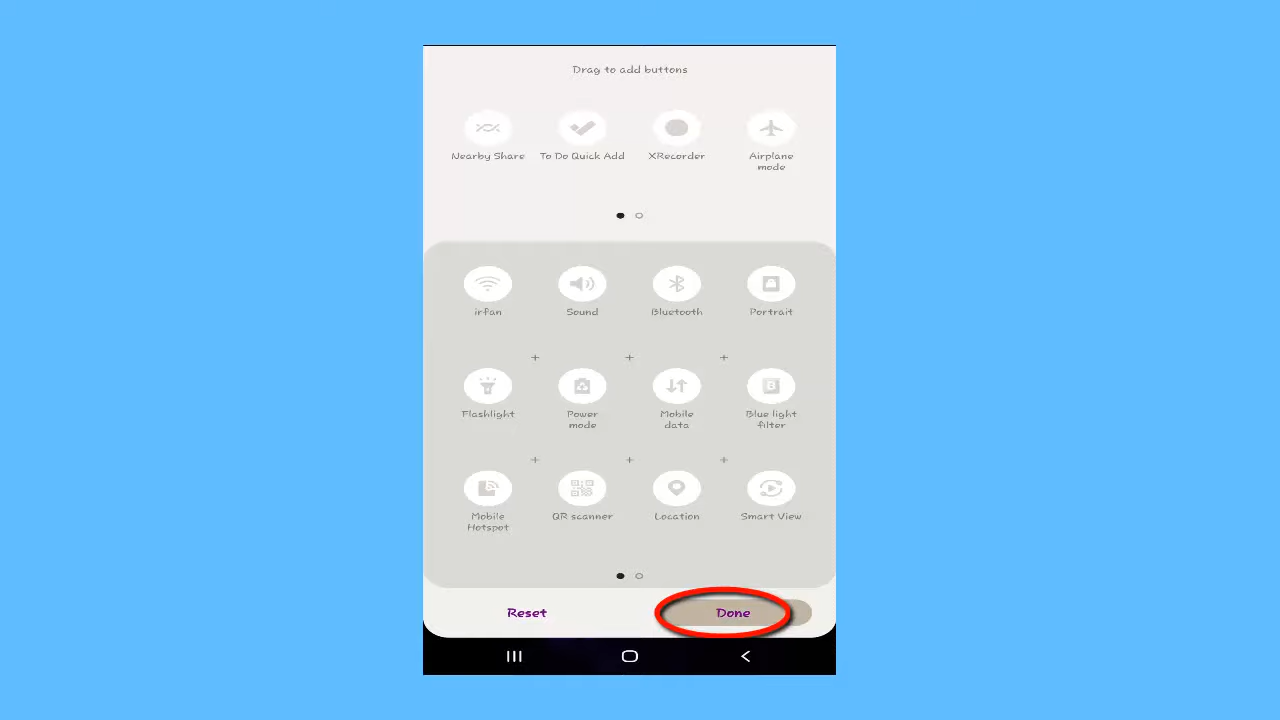 Drag to add buttons
Nearby Share To Do Quick Add XRecorder Airplane
mode
irfan Sound Bluetooth Portrait
Flashlight Power Mobile Blue light
mode data filter
B
Mobile QR scanner Location Smart View
Hotspot
Reset Done